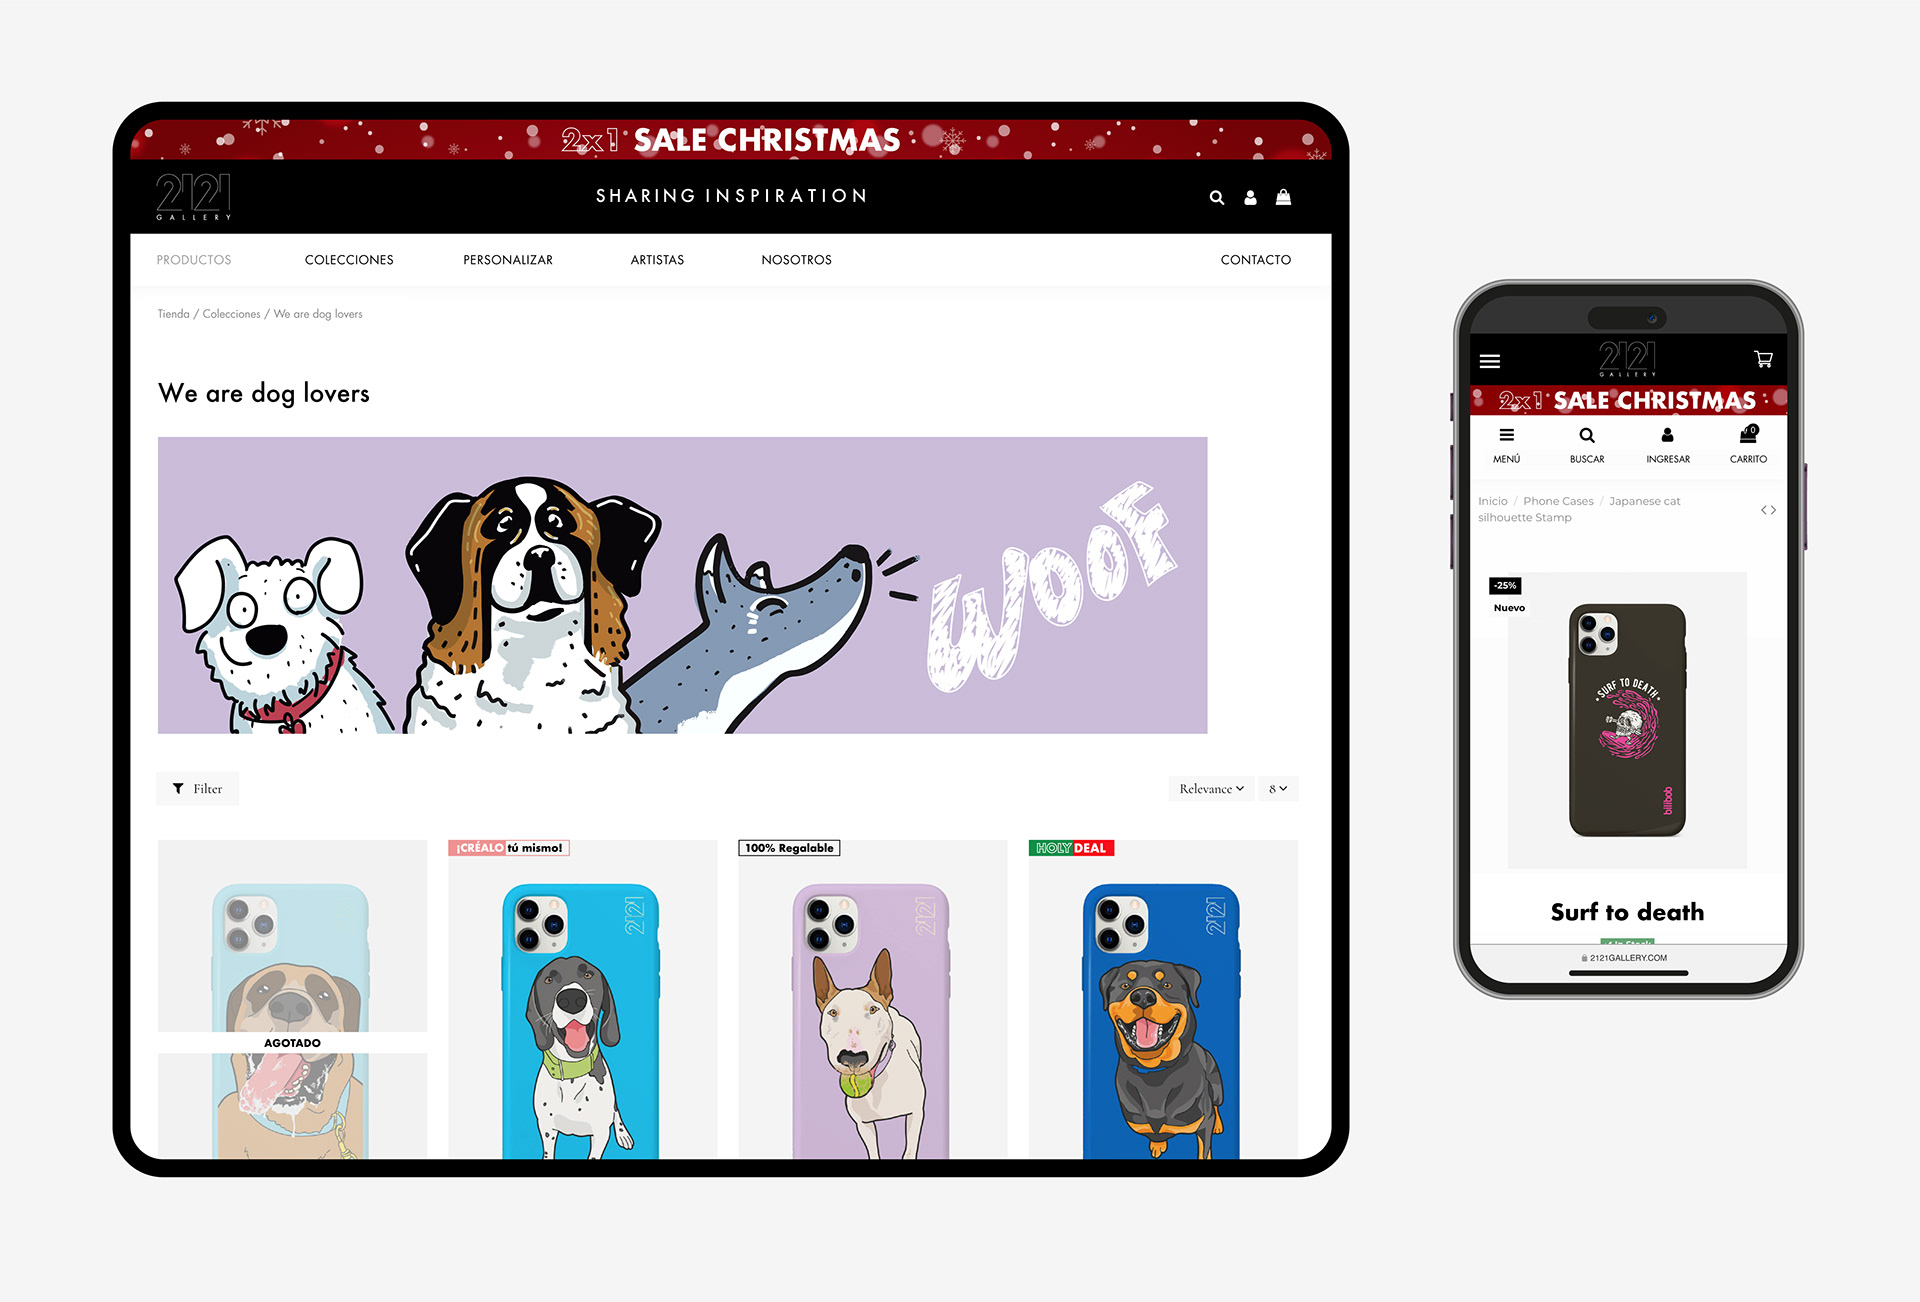 2x1 SALE CHRISTMAS
2121
GALLERY
SHARING INSPIRATION
PRODUCTOS COLECCIONES PERSONALIZAR ARTISTAS NOSOTROS CONTACTO
Tienda / Colecciones / We are dog lovers
We are dog lovers
WOOF
Filter
Relevance 8
¡CRÉALO tú mismo!
100% Regalable
HOLY DEAL
2121
2121
2121
AGOTADO
2121
GALLERY
2x1 SALE CHRISTMAS
0
MENÚ BUSCAR INGRESAR CARRITO
Inicio / Phone Cases / Japanese cat
silhouette Stamp
-25%
Nuevo
SURF TO DEATH
bilibob
Surf to death
In Stock
2121GALLERY.COM